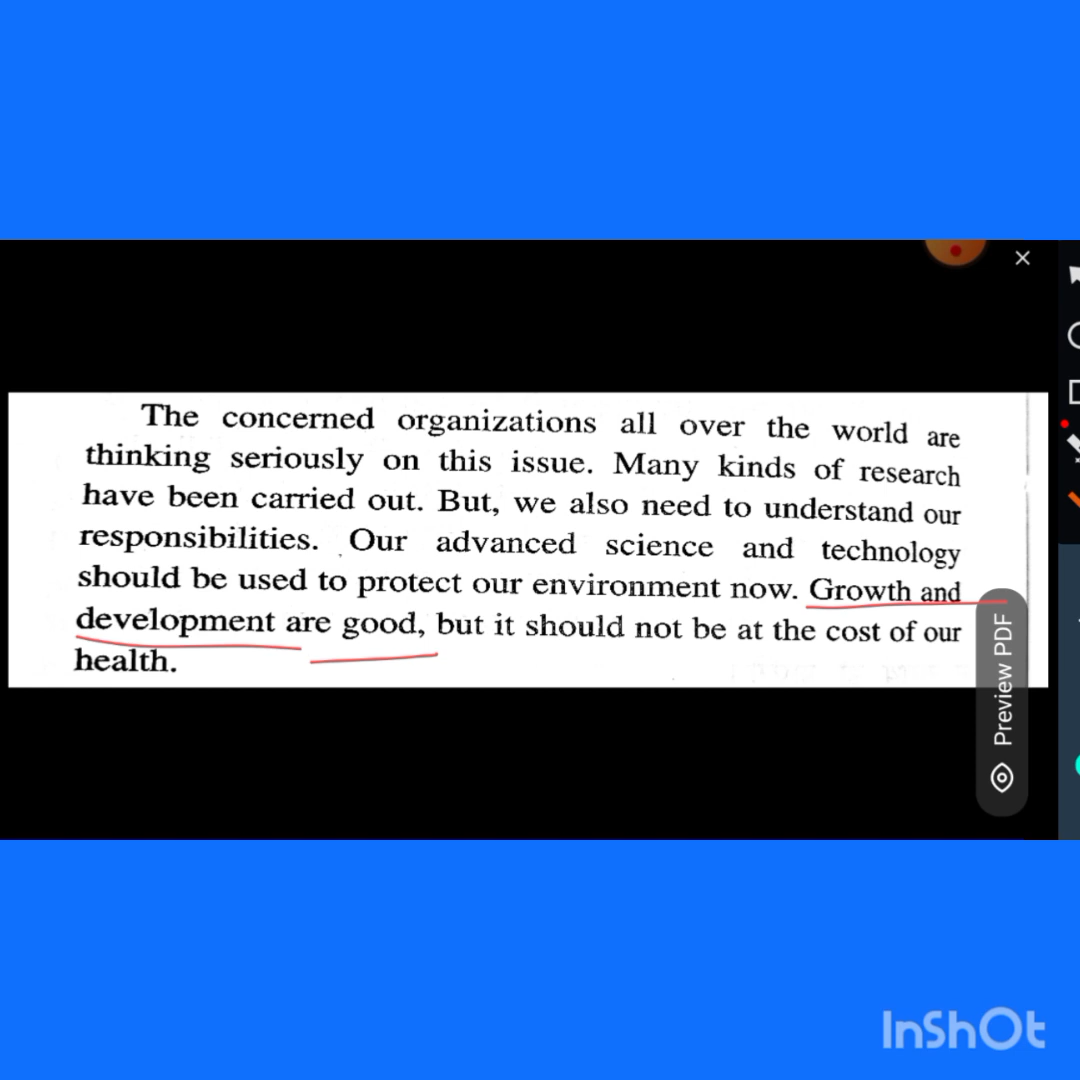 The concerned organizations all over the world are
thinking seriously on this issue. Many kinds of research
have been carried out. But, we also need to understand our
responsibilities. Our advanced science and technology
should be used to protect our environment now. Growth and
development are good, but it should not be at the cost of our
health.
Preview PDF
InShOt